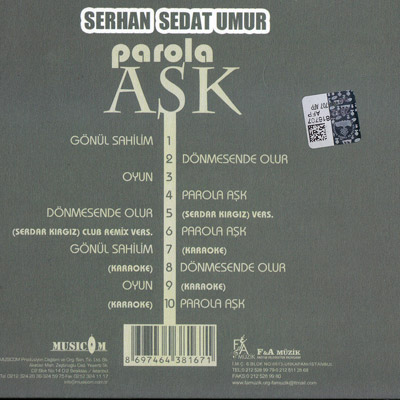 SERHAN SEDAT UMUR
parola
AŞK
GÖNÜL SAHİLİM 1
2 DÖNMESENDE OLUR
OYUN 3
4 PAROLA AŞK
DÖNMESENDE OLUR 5 (SERDAR KIRGIZ) VERS.
(SERDAR KIRGIZ) CLUB REMIX VERS. 6 PAROLA AŞK
GÖNÜL SAHİLİM 7 (KARAOKE)
(KARAOKE) 8 DÖNMESENDE OLUR
OYUN 9 (KARAOKE)
(KARAOKE) 10 PAROLA AŞK
MUSICOM
8 697464 381671
F&A MÜZİK